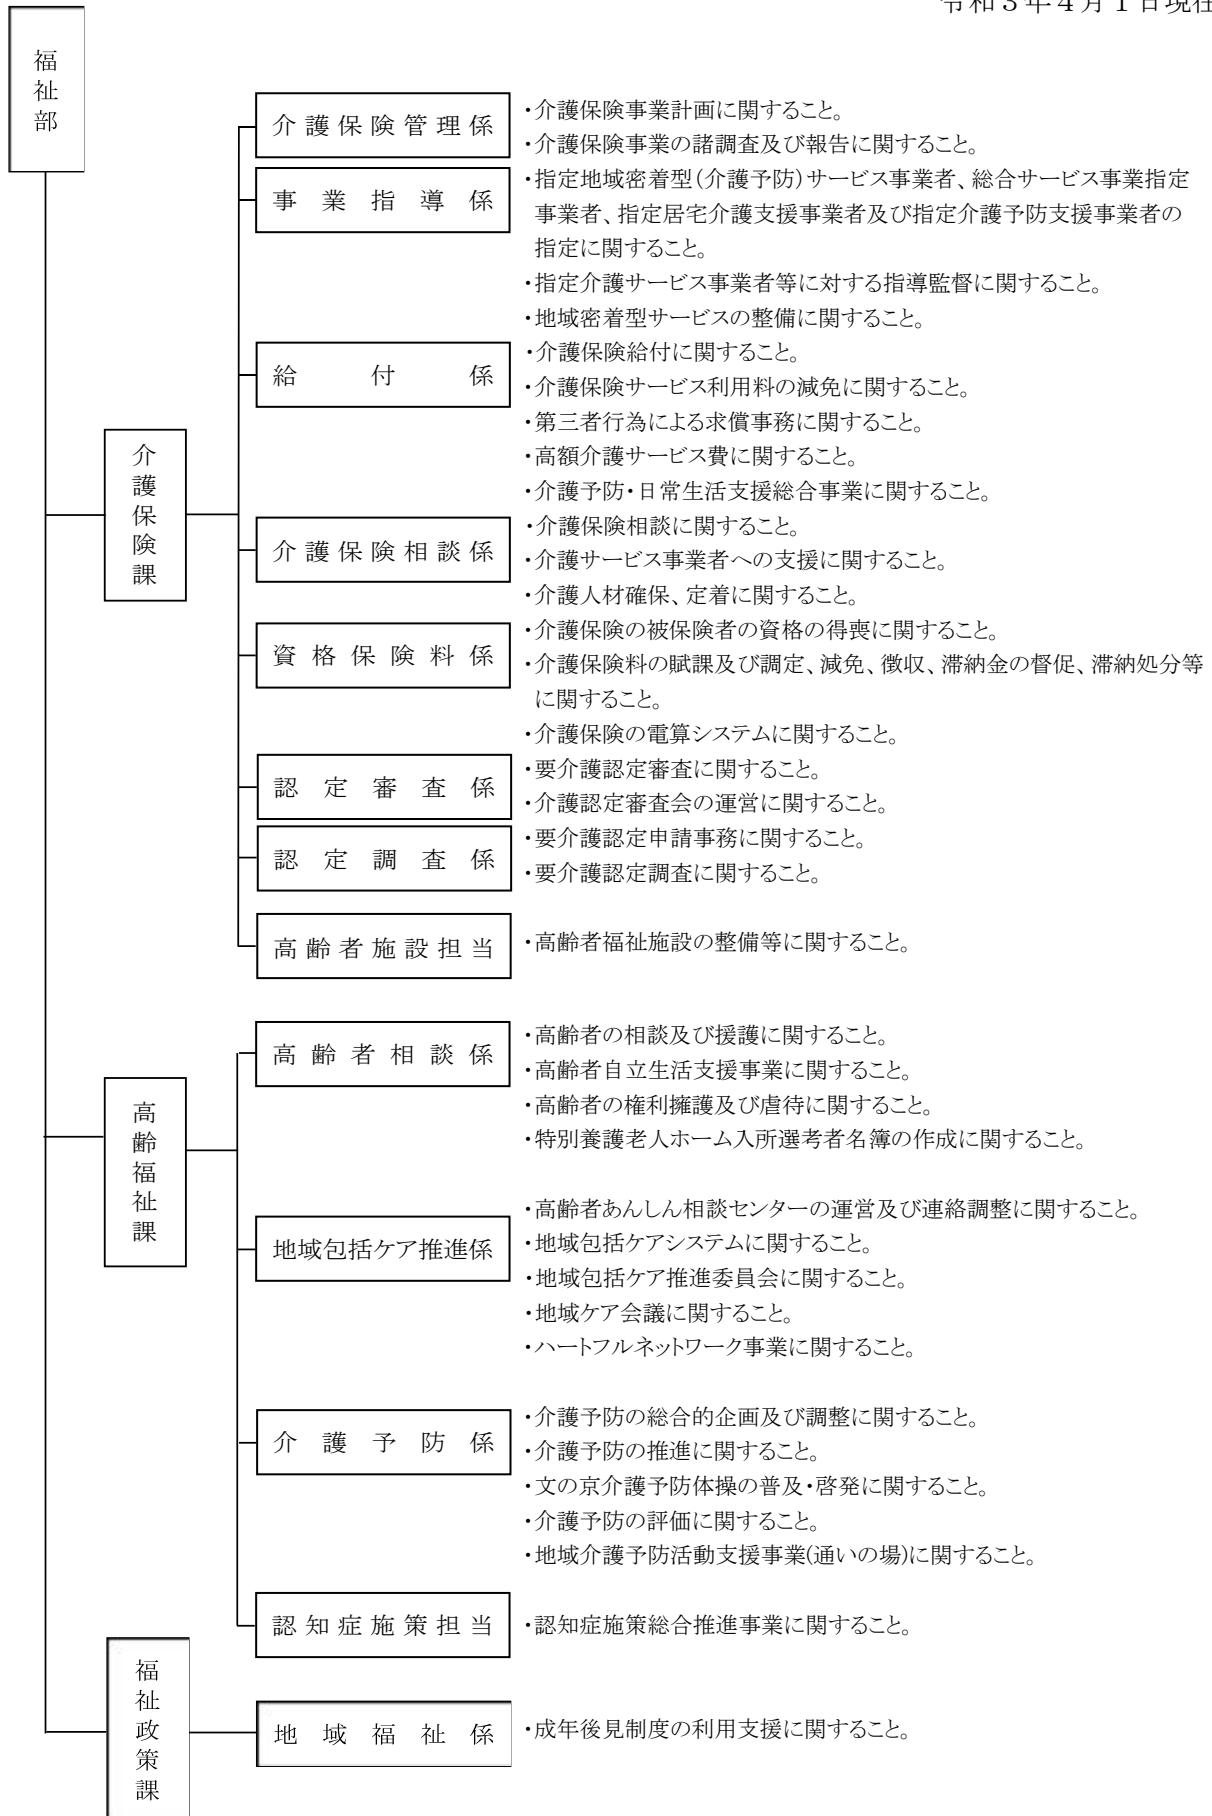 令和3年4月1日現在
福祉部
介護保険課
介護保険管理係
・介護保険事業計画に関すること。
・介護保険事業の諸調査及び報告に関すること。
事業指導係
・指定地域密着型(介護予防)サービス事業者、総合サービス事業指定
事業者、指定居宅介護支援事業者及び指定介護予防支援事業者の
指定に関すること。
・指定介護サービス事業者等に対する指導監督に関すること。
・地域密着型サービスの整備に関すること。
給付係
・介護保険給付に関すること。
・介護保険サービス利用料の減免に関すること。
・第三者行為による求償事務に関すること。
・高額介護サービス費に関すること。
・介護予防・日常生活支援総合事業に関すること。
介護保険相談係
・介護保険相談に関すること。
・介護サービス事業者への支援に関すること。
・介護人材確保、定着に関すること。
資格保険料係
・介護保険の被保険者の資格の得喪に関すること。
・介護保険料の賦課及び調定、減免、徴収、滞納金の督促、滞納処分等
に関すること。
・介護保険の電算システムに関すること。
認定審査係
・要介護認定審査に関すること。
・介護認定審査会の運営に関すること。
認定調査係
・要介護認定申請事務に関すること。
・要介護認定調査に関すること。
高齢者施設担当
・高齢者福祉施設の整備等に関すること。
高齢福祉課
高齢者相談係
・高齢者の相談及び援護に関すること。
・高齢者自立生活支援事業に関すること。
・高齢者の権利擁護及び虐待に関すること。
・特別養護老人ホーム入所選考者名簿の作成に関すること。
地域包括ケア推進係
・高齢者あんしん相談センターの運営及び連絡調整に関すること。
・地域包括ケアシステムに関すること。
・地域包括ケア推進委員会に関すること。
・地域ケア会議に関すること。
・ハートフルネットワーク事業に関すること。
介護予防係
・介護予防の総合的企画及び調整に関すること。
・介護予防の推進に関すること。
・文の京介護予防体操の普及・啓発に関すること。
・介護予防の評価に関すること。
・地域介護予防活動支援事業(通いの場)に関すること。
認知症施策担当
・認知症施策総合推進事業に関すること。
福祉政策課
地域福祉係
・成年後見制度の利用支援に関すること。